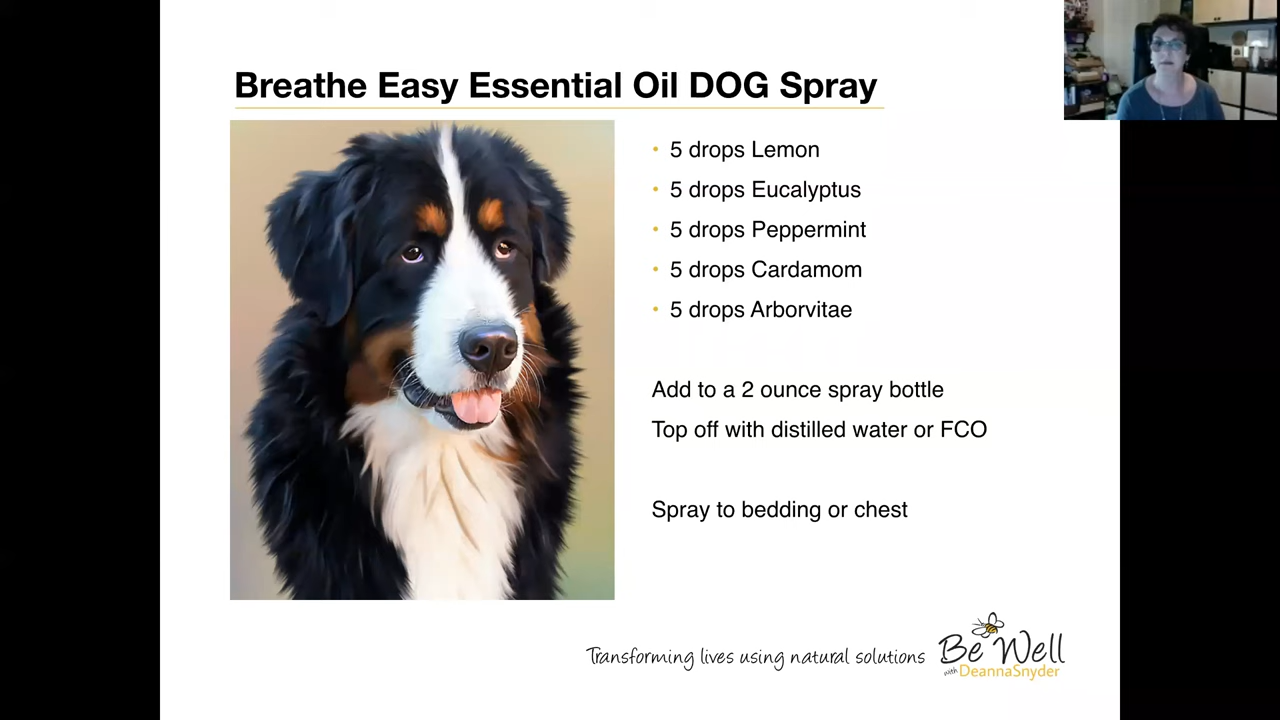 Breathe Easy Essential Oil DOG Spray
• 5 drops Lemon
• 5 drops Eucalyptus
• 5 drops Peppermint
• 5 drops Cardamom
• 5 drops Arborvitae
Add to a 2 ounce spray bottle
Top off with distilled water or FCO
Spray to bedding or chest
Transforming lives using natural solutions
Be Well
with DeannaSnyder